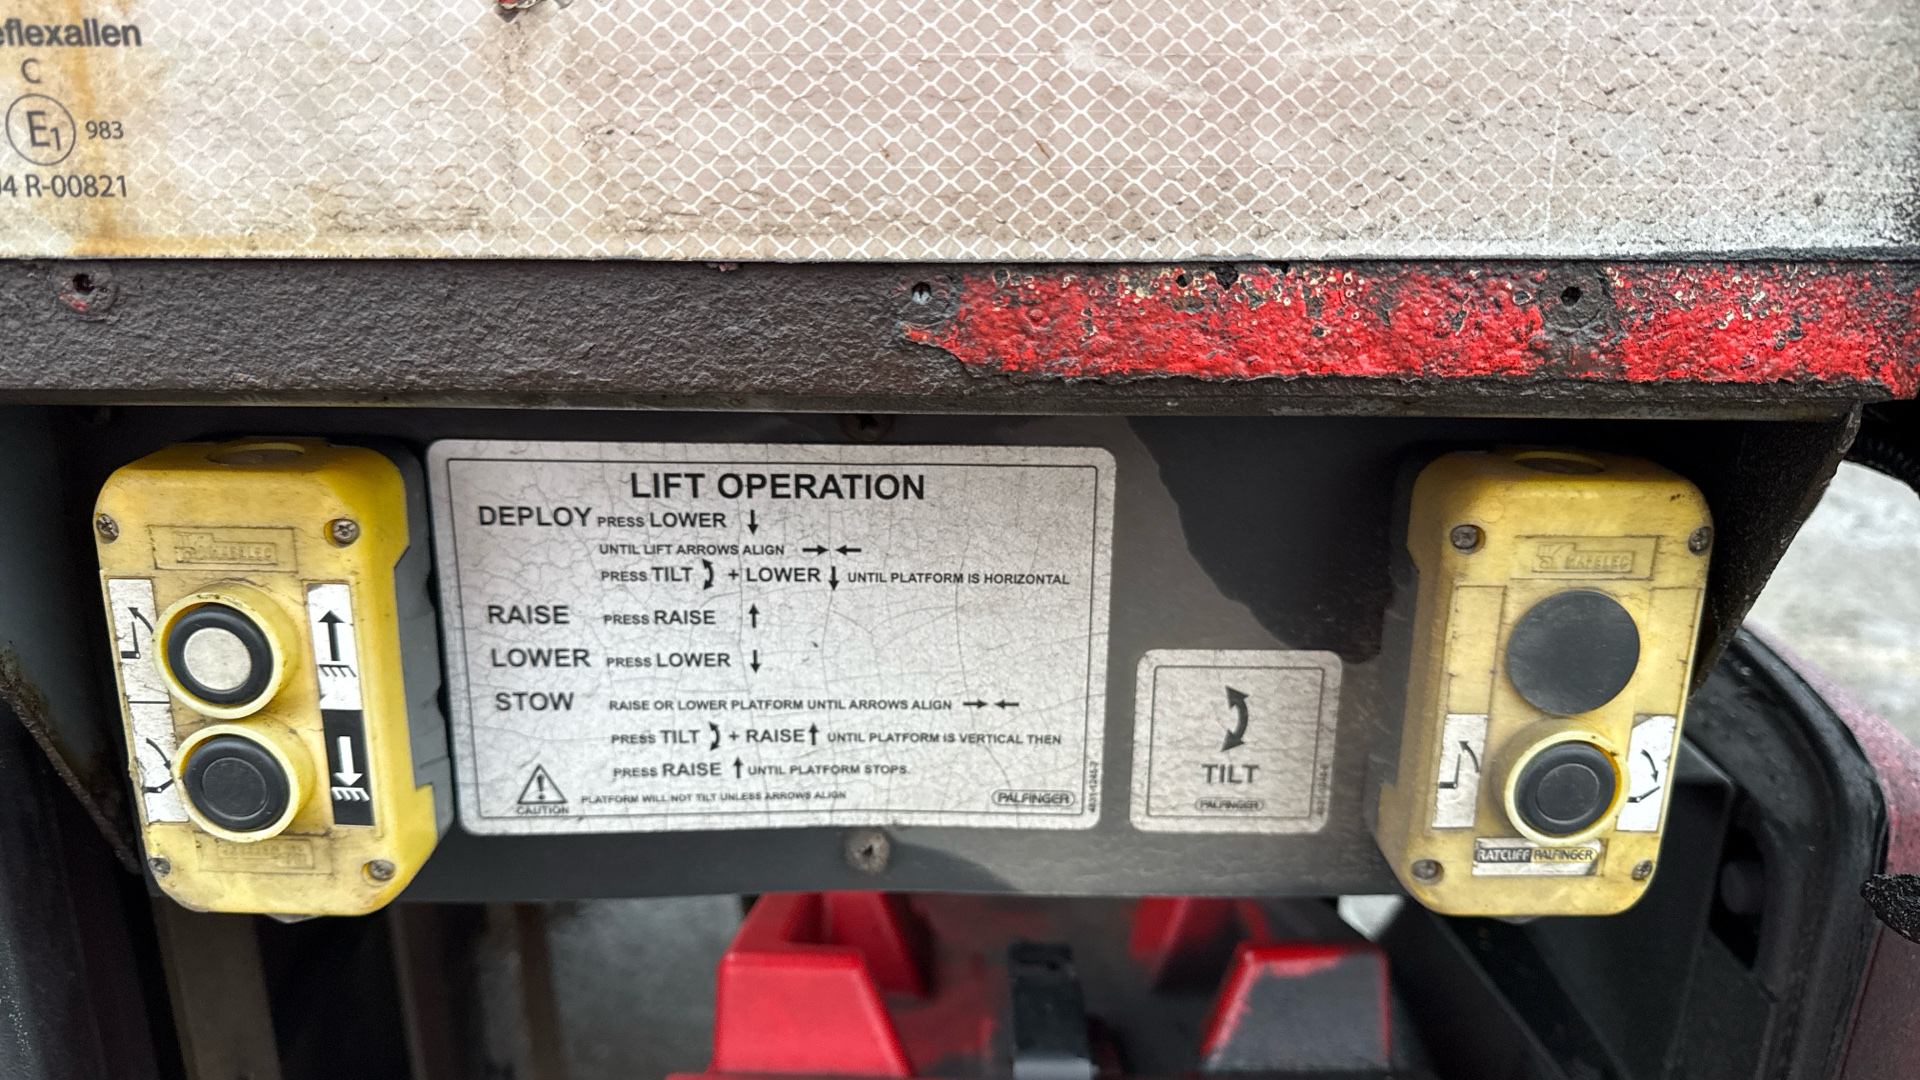 eflexallen
C
E1 983
04 R-00821
LIFT OPERATION
DEPLOY PRESS LOWER ↓
UNTIL LIFT ARROWS ALIGN → ←
PRESS TILT + LOWER ↓ UNTIL PLATFORM IS HORIZONTAL
RAISE PRESS RAISE ↑
LOWER PRESS LOWER ↓
STOW RAISE OR LOWER PLATFORM UNTIL ARROWS ALIGN → ←
PRESS TILT + RAISE ↑ UNTIL PLATFORM IS VERTICAL THEN
PRESS RAISE ↑ UNTIL PLATFORM STOPS.
CAUTION PLATFORM WILL NOT TILT UNLESS ARROWS ALIGN
PALFINGER
TILT
PALFINGER
MAFELEC
MAFELEC
RATCLIFF PALFINGER